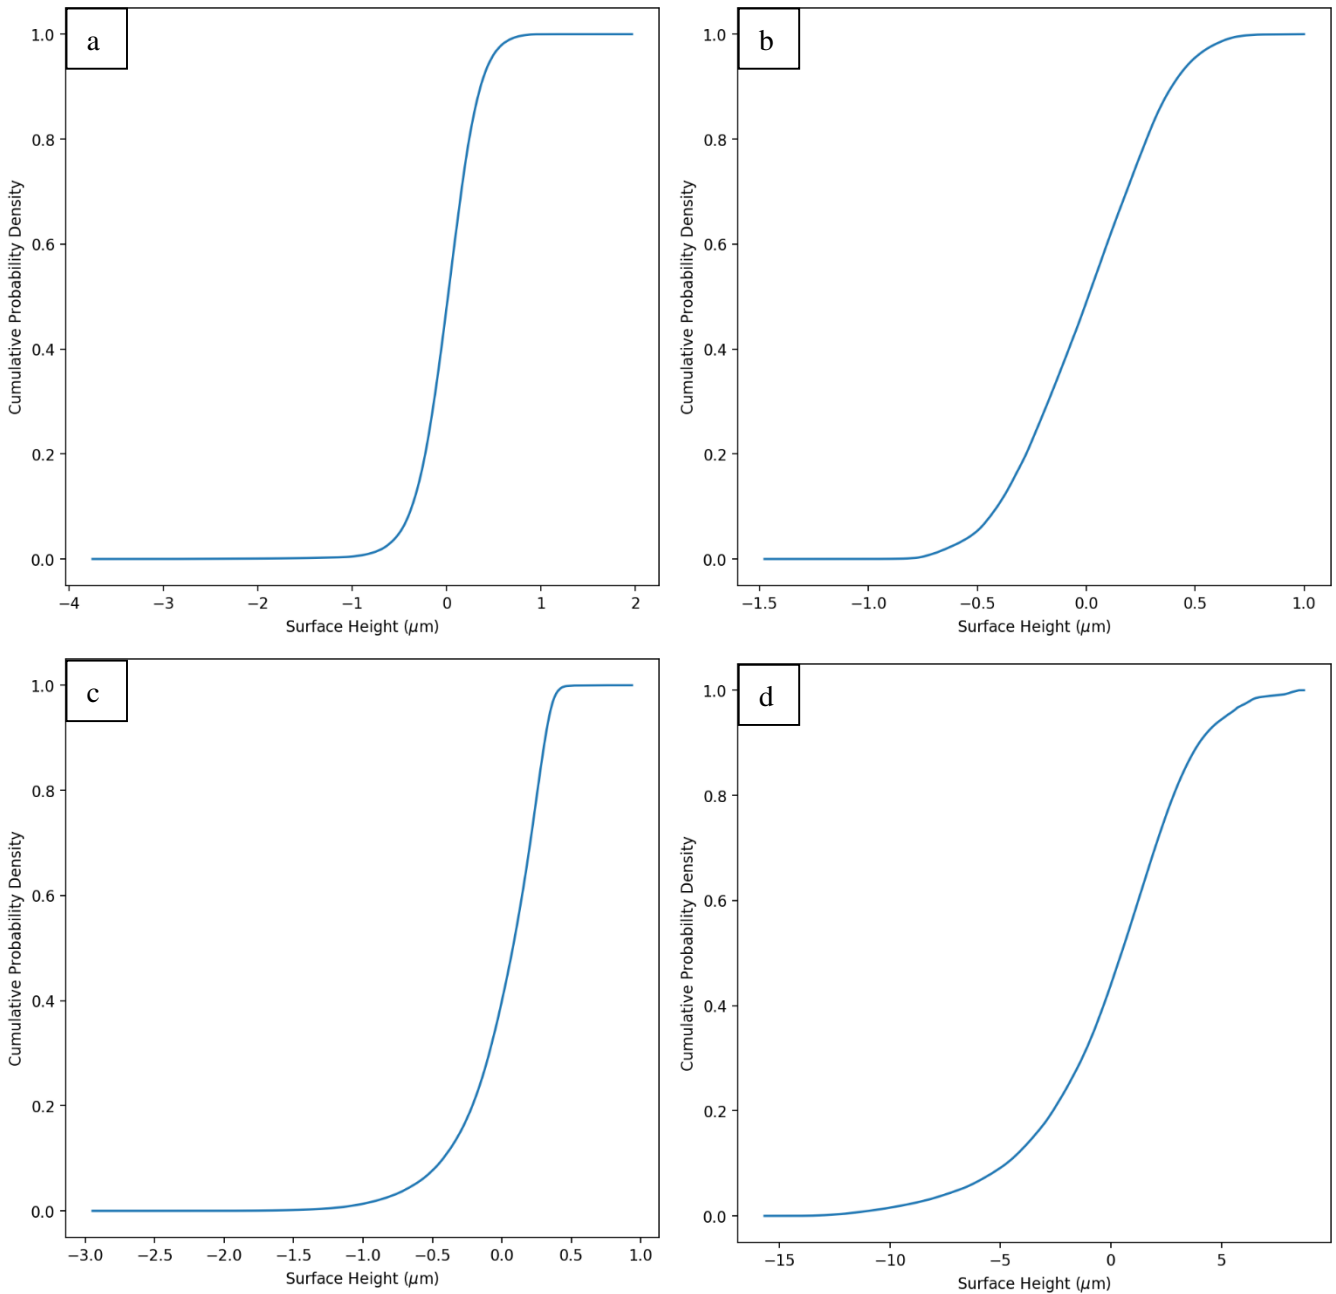 a
1.0
0.8
0.6
0.4
0.2
0.0
Cumulative Probability Density
−4 −3 −2 −1 0 1 2
Surface Height (μm)
b
1.0
0.8
0.6
0.4
0.2
0.0
Cumulative Probability Density
−1.5 −1.0 −0.5 0.0 0.5 1.0
Surface Height (μm)
c
1.0
0.8
0.6
0.4
0.2
0.0
Cumulative Probability Density
−3.0 −2.5 −2.0 −1.5 −1.0 −0.5 0.0 0.5 1.0
Surface Height (μm)
d
1.0
0.8
0.6
0.4
0.2
0.0
Cumulative Probability Density
−15 −10 −5 0 5
Surface Height (μm)